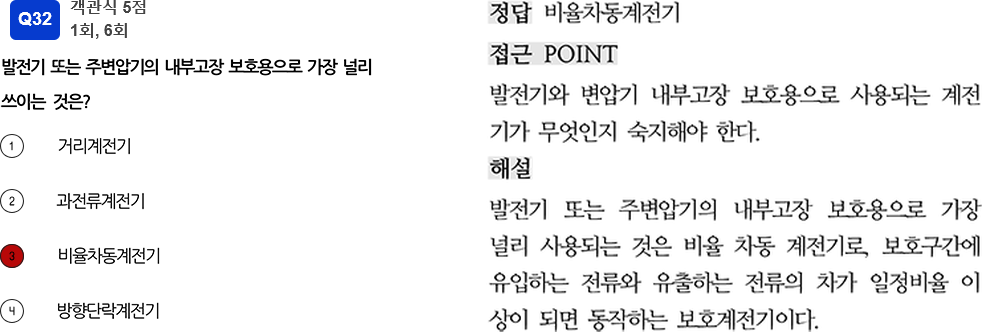 Q32
객관식 5점
1회, 6회
발전기 또는 주변압기의 내부고장 보호용으로 가장 널리
쓰이는 것은?
1 거리계전기
2 과전류계전기
3 비율차동계전기
4 방향단락계전기
정답 비율차동계전기
접근 POINT
발전기와 변압기 내부고장 보호용으로 사용되는 계전
기가 무엇인지 숙지해야 한다.
해설
발전기 또는 주변압기의 내부고장 보호용으로 가장
널리 사용되는 것은 비율 차동 계전기로, 보호구간에
유입하는 전류와 유출하는 전류의 차가 일정비율 이
상이 되면 동작하는 보호계전기이다.